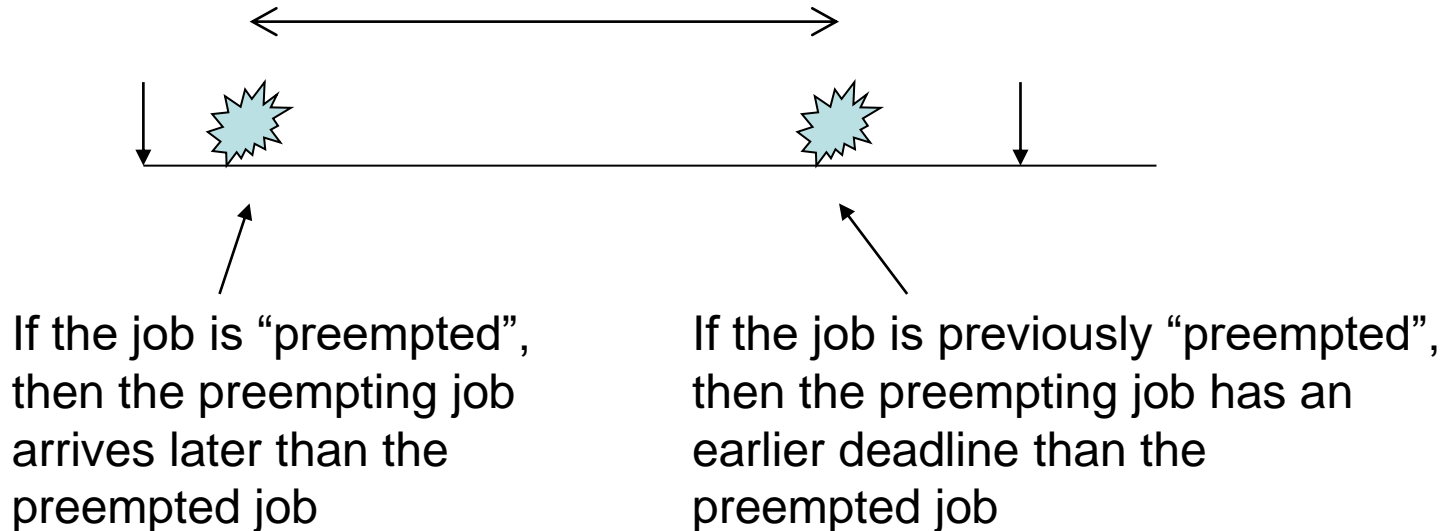 If the job is “preempted”,
then the preempting job
arrives later than the
preempted job
If the job is previously “preempted”,
then the preempting job has an
earlier deadline than the
preempted job